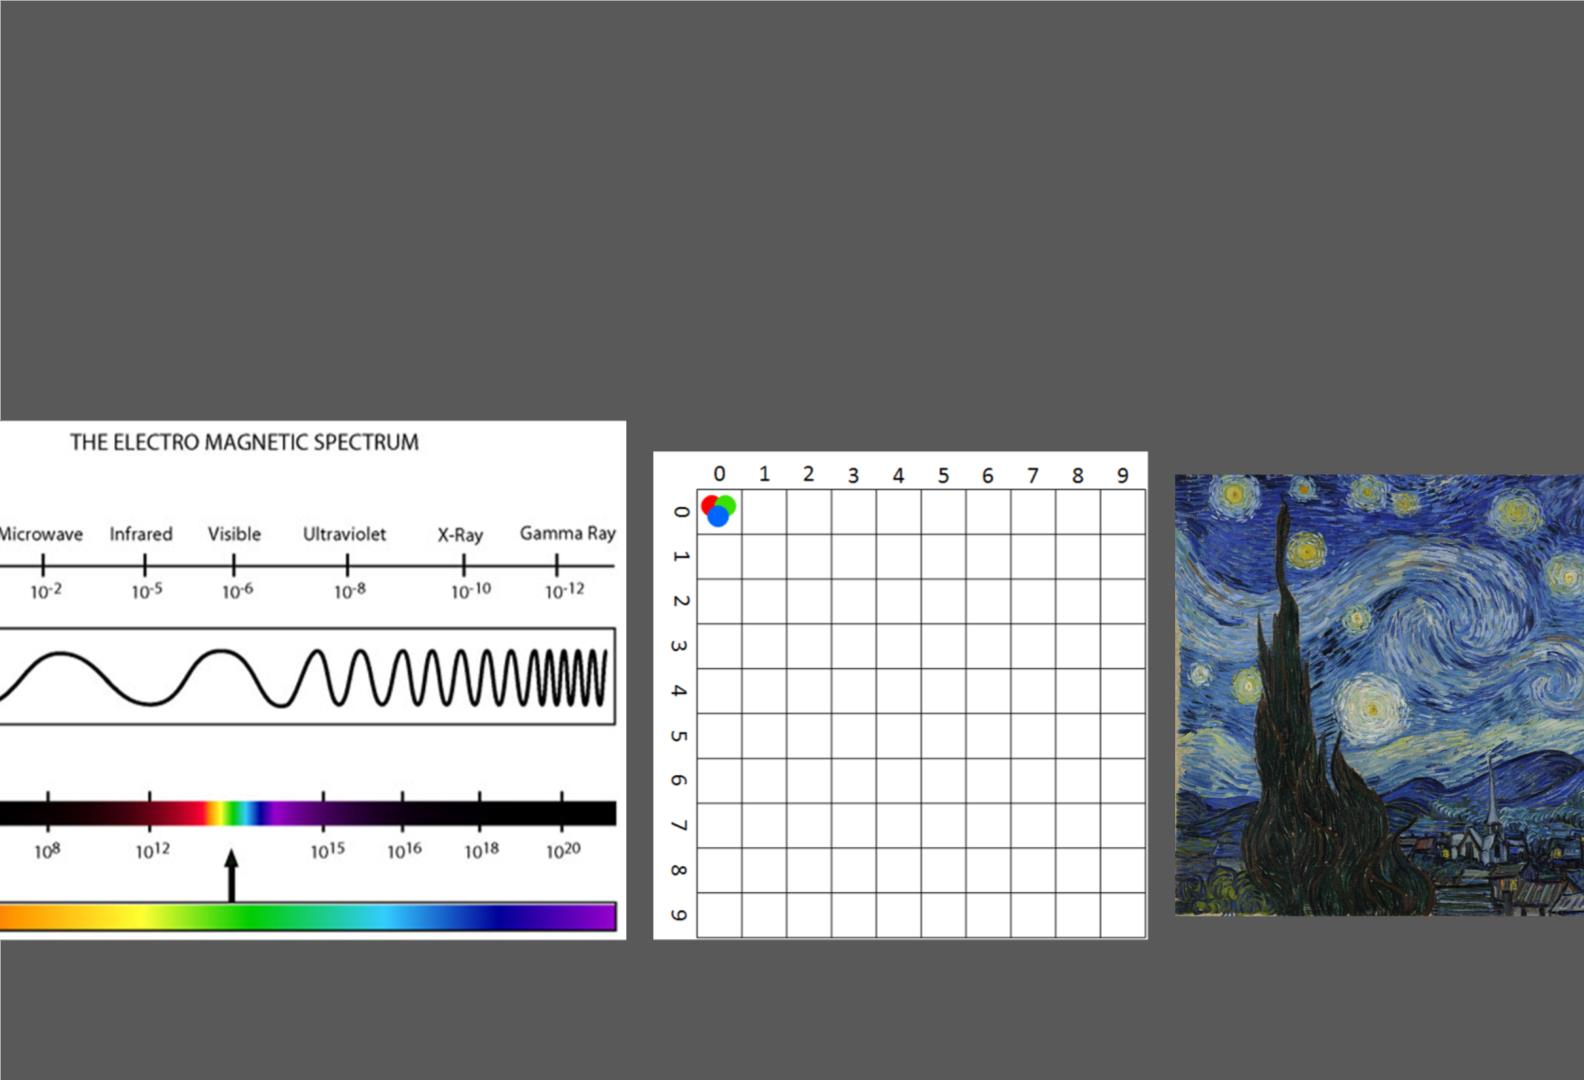 THE ELECTRO MAGNETIC SPECTRUM
Microwave Infrared Visible Ultraviolet X-Ray Gamma Ray
10-2 10-5 10-6 10-8 10-10 10-12
10⁸ 10¹² 10¹⁵ 10¹⁶ 10¹⁸ 10²⁰
0 1 2 3 4 5 6 7 8 9
0
1
2
3
4
5
6
7
8
9